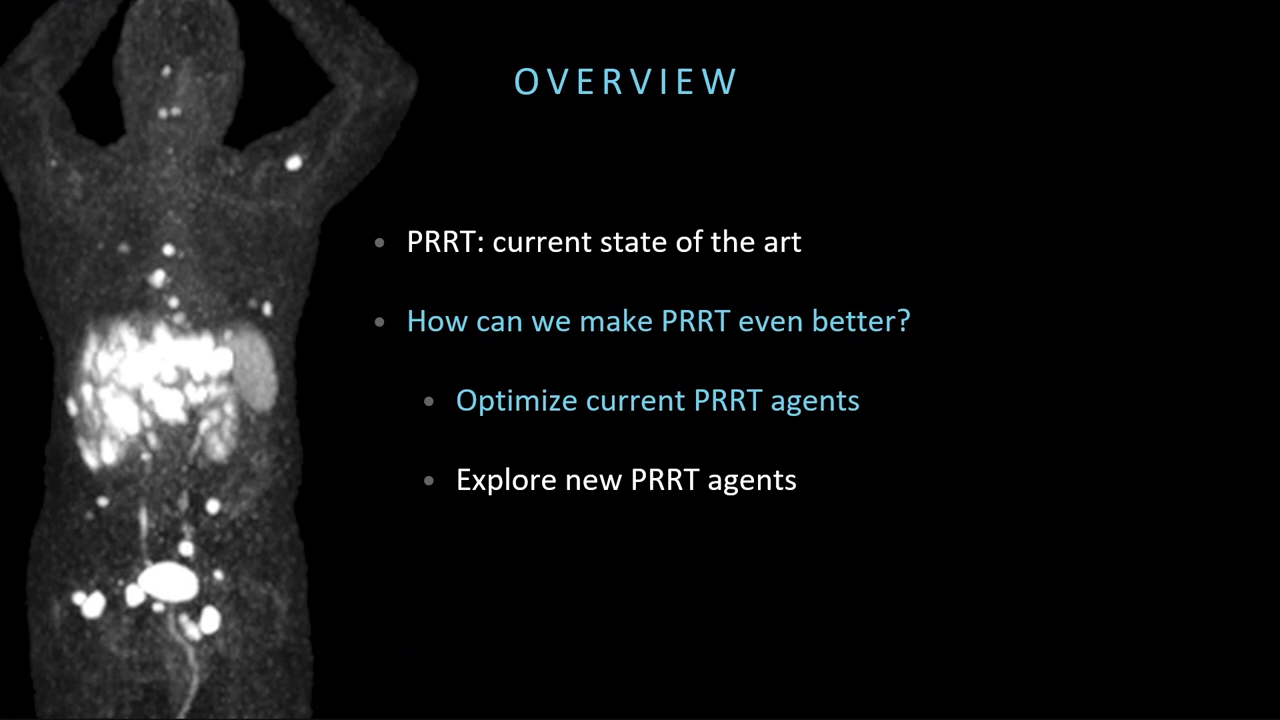 OVERVIEW
PRRT: current state of the art
How can we make PRRT even better?
Optimize current PRRT agents
Explore new PRRT agents